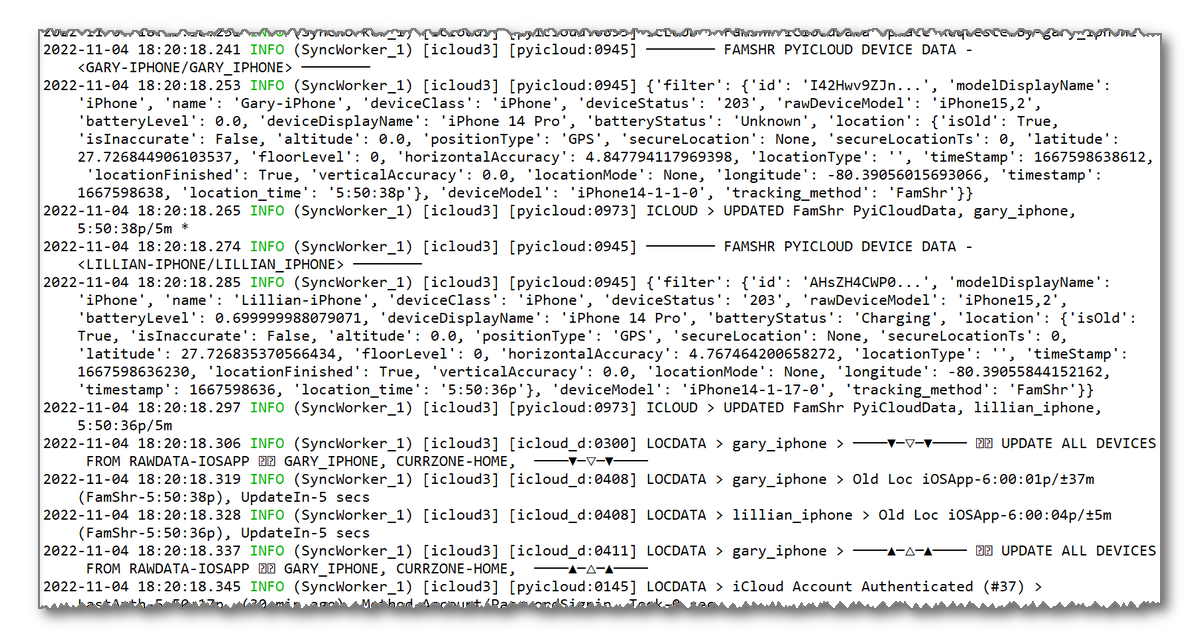 2022-11-04 18:20:18.241 INFO (SyncWorker_1) [icloud3] [pyicloud:0945] ———————— FAMSHR PYICLOUD DEVICE DATA -
<GARY-IPHONE/GARY_IPHONE> ————————
2022-11-04 18:20:18.253 INFO (SyncWorker_1) [icloud3] [pyicloud:0945] {'filter': {'id': 'I42Hwv9ZJn...', 'modelDisplayName':
'iPhone', 'name': 'Gary-iPhone', 'deviceClass': 'iPhone', 'deviceStatus': '203', 'rawDeviceModel': 'iPhone15,2',
'batteryLevel': 0.0, 'deviceDisplayName': 'iPhone 14 Pro', 'batteryStatus': 'Unknown', 'location': {'isOld': True,
'isInaccurate': False, 'altitude': 0.0, 'positionType': 'GPS', 'secureLocation': None, 'secureLocationTs': 0, 'latitude':
27.726844906103537, 'floorLevel': 0, 'horizontalAccuracy': 4.847794117969398, 'locationType': '', 'timeStamp': 1667598638612,
'locationFinished': True, 'verticalAccuracy': 0.0, 'locationMode': None, 'longitude': -80.39056015693066, 'timestamp':
1667598638, 'location_time': '5:50:38p'}, 'deviceModel': 'iPhone14-1-1-0', 'tracking_method': 'FamShr'}}
2022-11-04 18:20:18.265 INFO (SyncWorker_1) [icloud3] [pyicloud:0973] ICLOUD > UPDATED FamShr PyiCloudData, gary_iphone,
5:50:38p/5m *
2022-11-04 18:20:18.274 INFO (SyncWorker_1) [icloud3] [pyicloud:0945] ———————— FAMSHR PYICLOUD DEVICE DATA -
<LILLIAN-IPHONE/LILLIAN_IPHONE> ————————
2022-11-04 18:20:18.285 INFO (SyncWorker_1) [icloud3] [pyicloud:0945] {'filter': {'id': 'AHsZH4CWP0...', 'modelDisplayName':
'iPhone', 'name': 'Lillian-iPhone', 'deviceClass': 'iPhone', 'deviceStatus': '203', 'rawDeviceModel': 'iPhone15,2',
'batteryLevel': 0.699999988079071, 'deviceDisplayName': 'iPhone 14 Pro', 'batteryStatus': 'Charging', 'location': {'isOld':
True, 'isInaccurate': False, 'altitude': 0.0, 'positionType': 'GPS', 'secureLocation': None, 'secureLocationTs': 0,
'latitude': 27.726835370566434, 'floorLevel': 0, 'horizontalAccuracy': 4.767464200658272, 'locationType': '', 'timeStamp':
1667598636230, 'locationFinished': True, 'verticalAccuracy': 0.0, 'locationMode': None, 'longitude': -80.39055844152162,
'timestamp': 1667598636, 'location_time': '5:50:36p'}, 'deviceModel': 'iPhone14-1-17-0', 'tracking_method': 'FamShr'}}
2022-11-04 18:20:18.297 INFO (SyncWorker_1) [icloud3] [pyicloud:0973] ICLOUD > UPDATED FamShr PyiCloudData, lillian_iphone,
5:50:36p/5m
2022-11-04 18:20:18.306 INFO (SyncWorker_1) [icloud3] [icloud_d:0300] LOCDATA > gary_iphone > ————▼—▽—▼———— UPDATE ALL DEVICES
FROM RAWDATA-IOSAPP GARY_IPHONE, CURRZONE-HOME, ————▼—▽—▼————
2022-11-04 18:20:18.319 INFO (SyncWorker_1) [icloud3] [icloud_d:0408] LOCDATA > gary_iphone > Old Loc iOSApp-6:00:01p/±37m
(FamShr-5:50:38p), UpdateIn-5 secs
2022-11-04 18:20:18.328 INFO (SyncWorker_1) [icloud3] [icloud_d:0408] LOCDATA > lillian_iphone > Old Loc iOSApp-6:00:04p/±5m
(FamShr-5:50:36p), UpdateIn-5 secs
2022-11-04 18:20:18.337 INFO (SyncWorker_1) [icloud3] [icloud_d:0411] LOCDATA > gary_iphone > ————▲—△—▲———— UPDATE ALL DEVICES
FROM RAWDATA-IOSAPP GARY_IPHONE, CURRZONE-HOME, ————▲—△—▲————
2022-11-04 18:20:18.345 INFO (SyncWorker_1) [icloud3] [pyicloud:0145] LOCDATA > iCloud Account Authenticated (#37) >